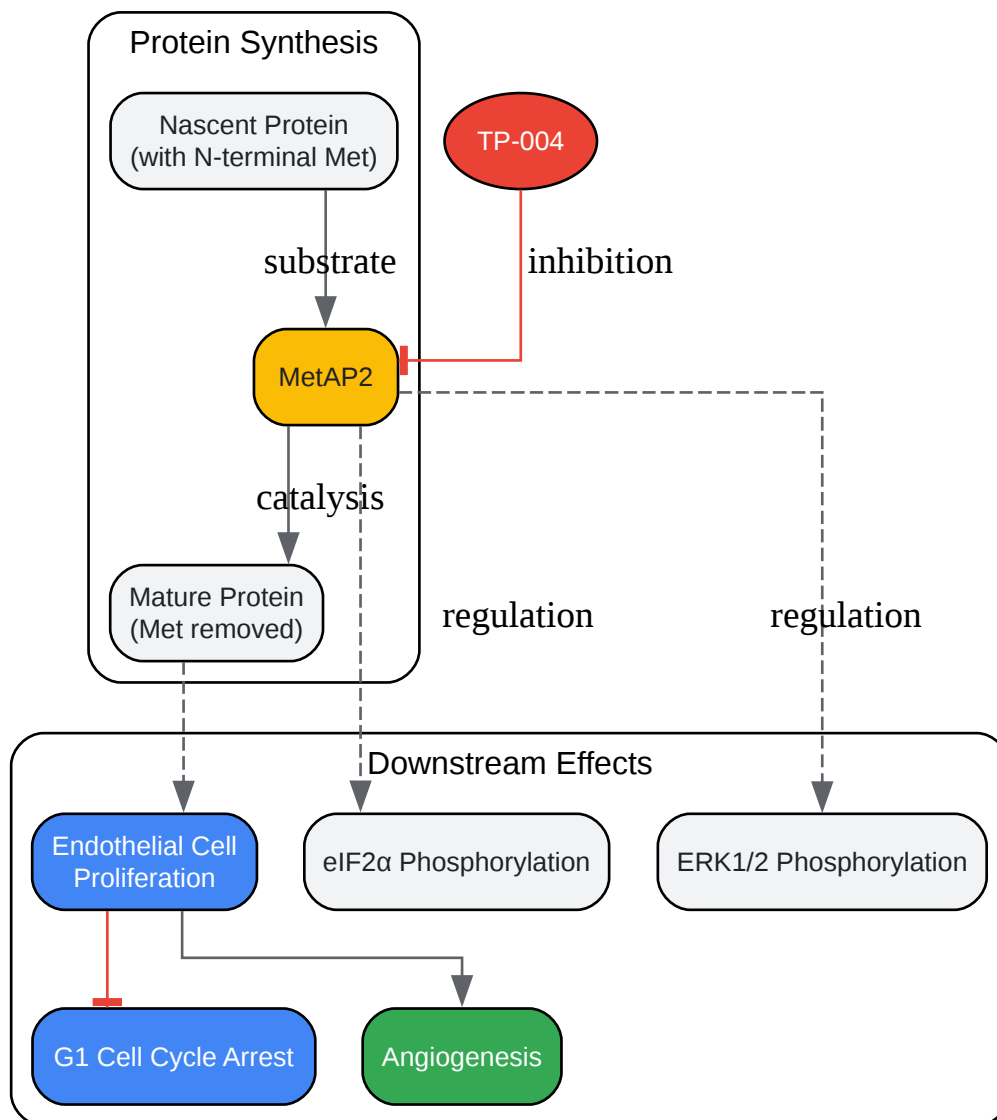 Protein Synthesis
Nascent Protein
(with N-terminal Met)
TP-004
substrate
inhibition
MetAP2
catalysis
Mature Protein
(Met removed)
regulation
regulation
Downstream Effects
Endothelial Cell
Proliferation
eIF2α Phosphorylation
ERK1/2 Phosphorylation
G1 Cell Cycle Arrest
Angiogenesis